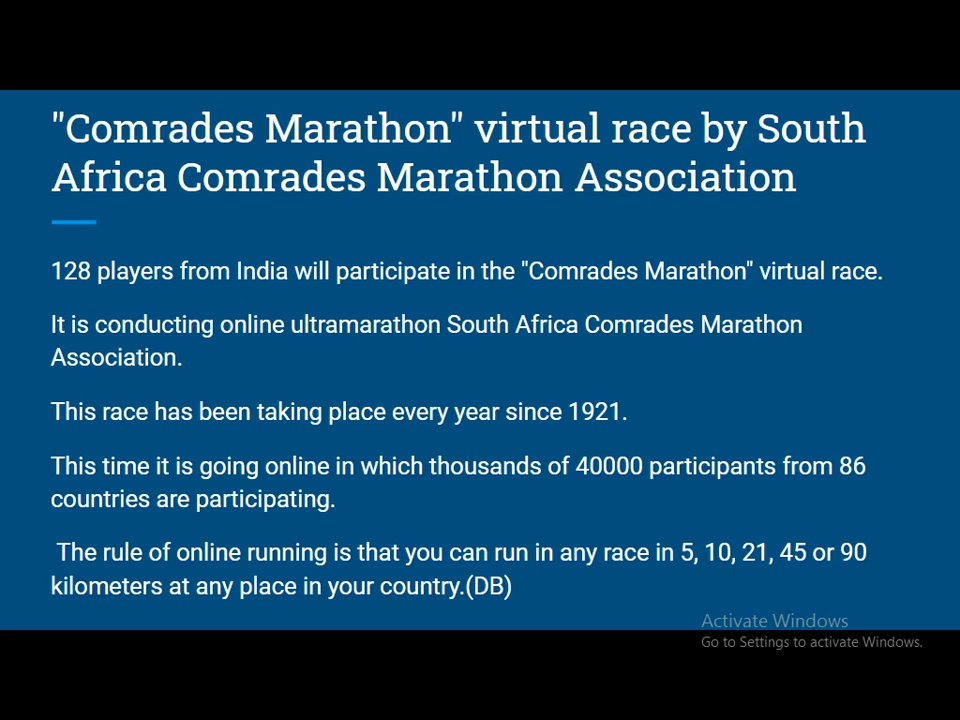 "Comrades Marathon" virtual race by South
Africa Comrades Marathon Association
128 players from India will participate in the "Comrades Marathon" virtual race.
It is conducting online ultramarathon South Africa Comrades Marathon
Association.
This race has been taking place every year since 1921.
This time it is going online in which thousands of 40000 participants from 86
countries are participating.
The rule of online running is that you can run in any race in 5, 10, 21, 45 or 90
kilometers at any place in your country.(DB)
Activate Windows
Go to Settings to activate Windows.